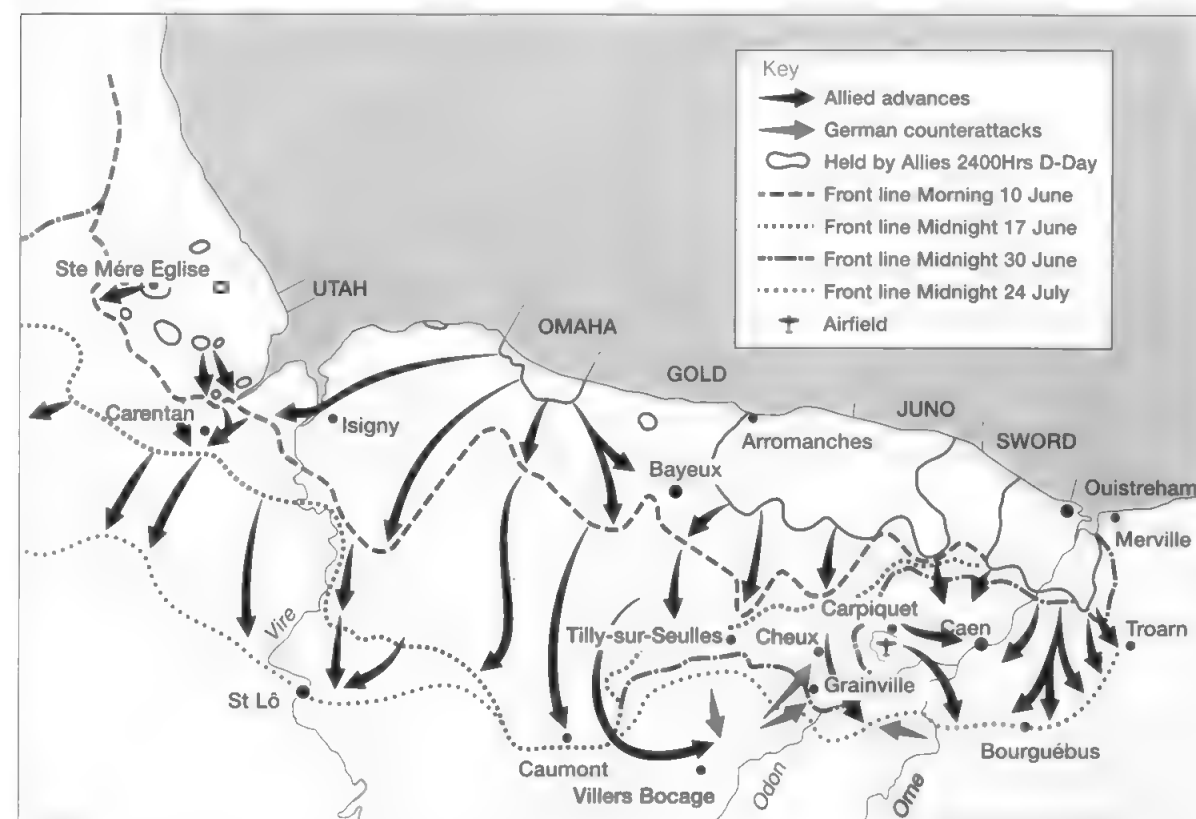 Key
Allied advances
German counterattacks
Held by Allies 2400Hrs D-Day
Front line Morning 10 June
Front line Midnight 17 June
Front line Midnight 30 June
Front line Midnight 24 July
Airfield
Ste Mére Eglise
UTAH
OMAHA
GOLD
JUNO
SWORD
Carentan
Isigny
Arromanches
Bayeux
Ouistreham
Merville
Vire
Carpiquet
Tilly-sur-Seulles
Cheux
Caen
Troarn
St Lô
Grainville
Caumont
Bourguébus
Villers Bocage
Odon
Orne